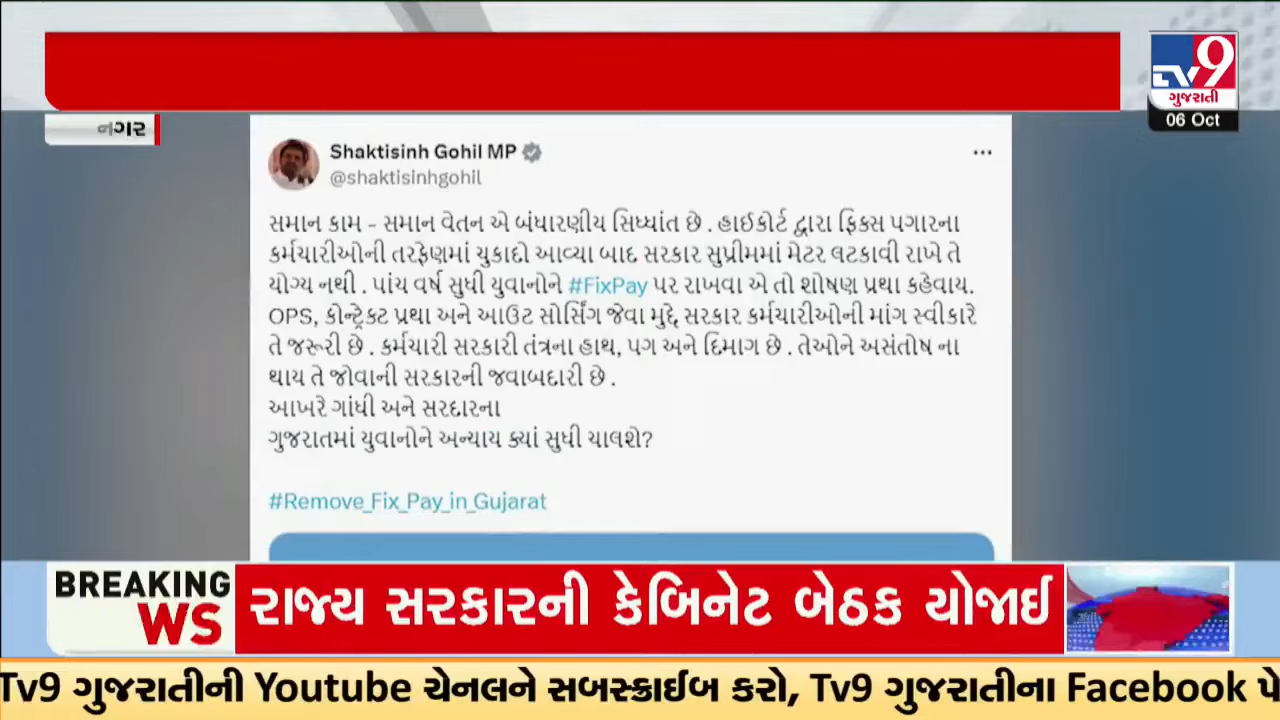 TV9
ગુજરાતી
06 Oct
નગર
Shaktisinh Gohil MP
@shaktisinhgohil
સમાન કામ - સમાન વેતન એ બંધારણીય સિધ્ધાંત છે . હાઈકોર્ટ દ્વારા ફિક્સ પગારના
કર્મચારીઓની તરફેણમાં ચુકાદો આવ્યા બાદ સરકાર સુપ્રીમમાં મેટર લટકાવી રાખે તે
યોગ્ય નથી . પાંચ વર્ષ સુધી યુવાનોને #FixPay પર રાખવા એ તો શોષણ પ્રથા કહેવાય.
OPS, કોન્ટ્રેક્ટ પ્રથા અને આઉટ સોર્સિંગ જેવા મુદ્દે સરકાર કર્મચારીઓની માંગ સ્વીકારે
તે જરૂરી છે . કર્મચારી સરકારી તંત્રના હાથ, પગ અને દિમાગ છે . તેઓને અસંતોષ ના
થાય તે જોવાની સરકારની જવાબદારી છે .
આખરે ગાંધી અને સરદારના
ગુજરાતમાં યુવાનોને અન્યાય ક્યાં સુધી ચાલશે?
#Remove_Fix_Pay_in_Gujarat
BREAKING
WS
રાજ્ય સરકારની કેબિનેટ બેઠક યોજાઈ
Tv9 ગુજરાતીની Youtube ચેનલને સબસ્ક્રાઈબ કરો, Tv9 ગુજરાતીના Facebook પે